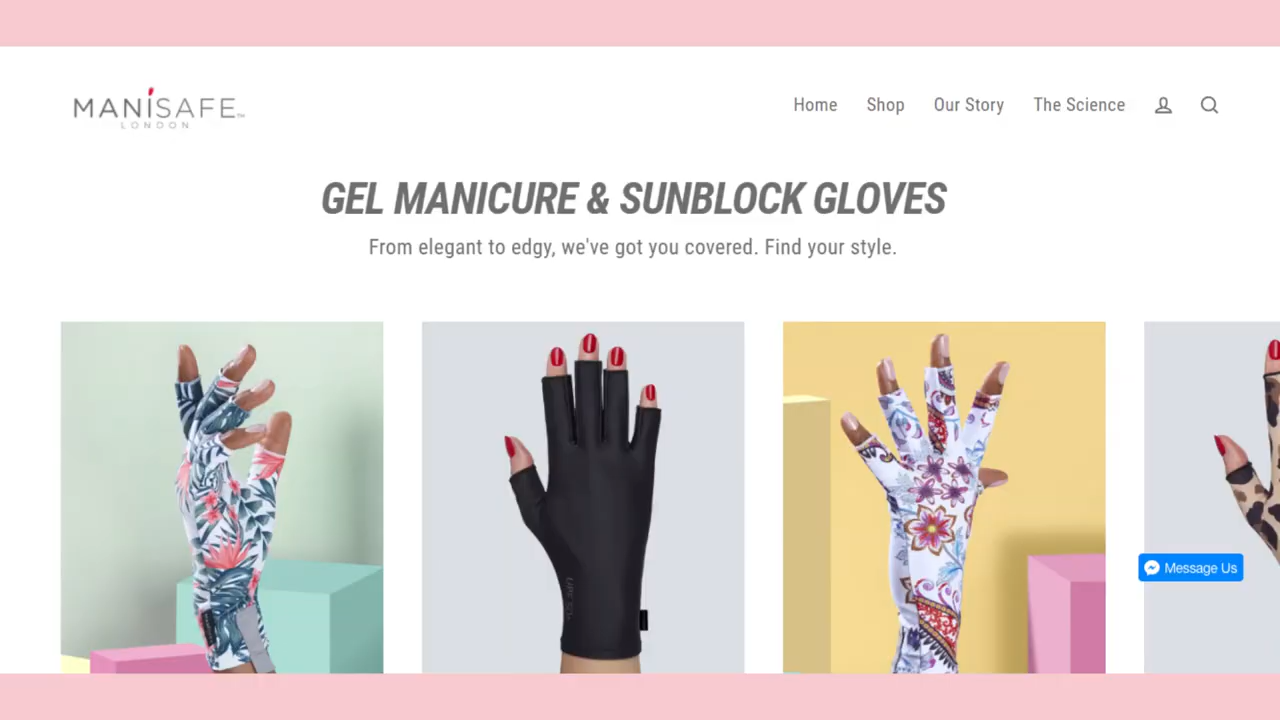 MANÍSAFE™
LONDON
Home Shop Our Story The Science
GEL MANICURE & SUNBLOCK GLOVES
From elegant to edgy, we've got you covered. Find your style.
Message Us